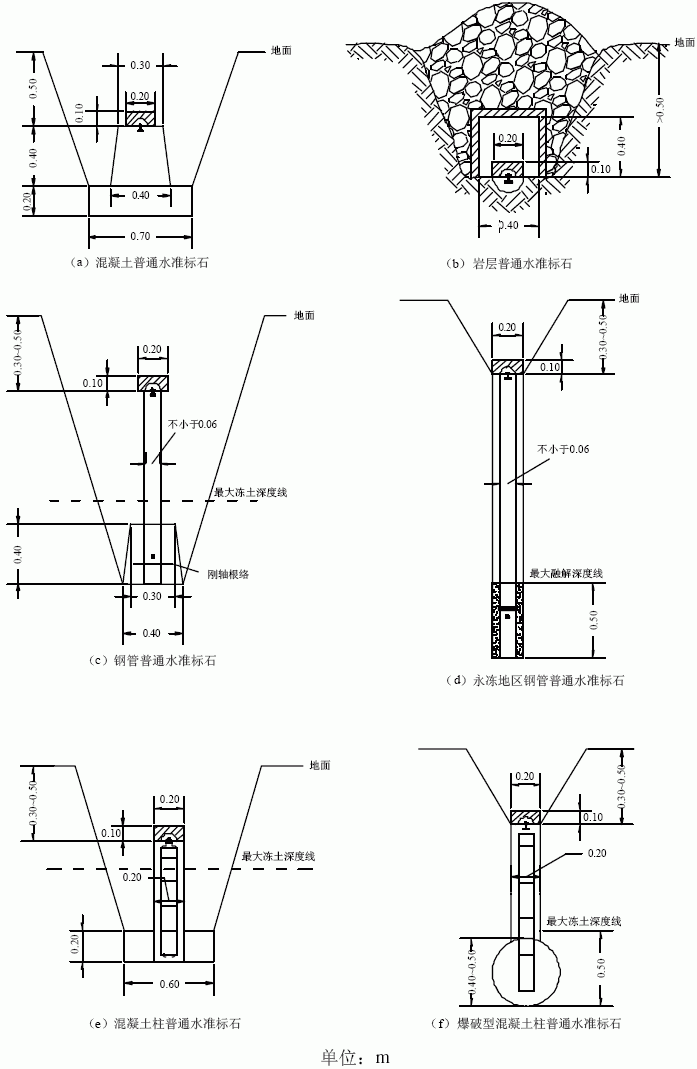 地面
0.30
0.50
0.20
0.10
0.40
0.40
0.20
0.70
(a) 混凝土普通水准标石
地面
0.20
0.40
>0.50
0.10
0.40
(b) 岩层普通水准标石
地面
0.30~0.50
0.20
0.10
不小于0.06
最大冻土深度线
0.40
刚轴根络
0.30
0.40
(c) 钢管普通水准标石
地面
0.20
0.30~0.50
0.10
不小于0.06
最大融解深度线
0.50
(d) 永冻地区钢管普通水准标石
地面
0.30~0.50
0.20
0.10
最大冻土深度线
0.20
0.20
0.60
(e) 混凝土柱普通水准标石
0.20
0.30~0.50
0.10
0.20
最大冻土深度线
0.40~0.50
0.50
(f) 爆破型混凝土柱普通水准标石
单位：m